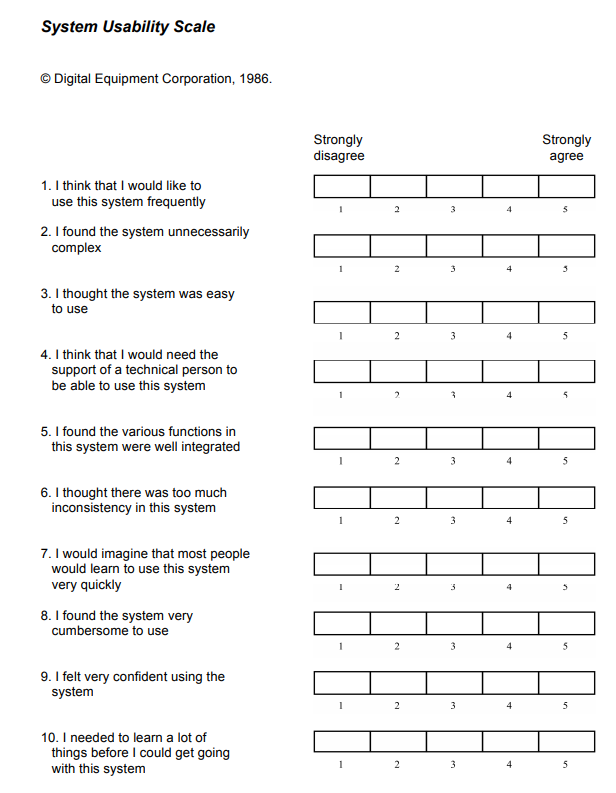 System Usability Scale
© Digital Equipment Corporation, 1986.
Strongly disagree
Strongly agree
1. I think that I would like to
use this system frequently
1 2 3 4 5
2. I found the system unnecessarily
complex
1 2 3 4 5
3. I thought the system was easy
to use
1 2 3 4 5
4. I think that I would need the
support of a technical person to
be able to use this system
1 2 3 4 5
5. I found the various functions in
this system were well integrated
1 2 3 4 5
6. I thought there was too much
inconsistency in this system
1 2 3 4 5
7. I would imagine that most people
would learn to use this system
very quickly
1 2 3 4 5
8. I found the system very
cumbersome to use
1 2 3 4 5
9. I felt very confident using the
system
1 2 3 4 5
10. I needed to learn a lot of
things before I could get going
with this system
1 2 3 4 5